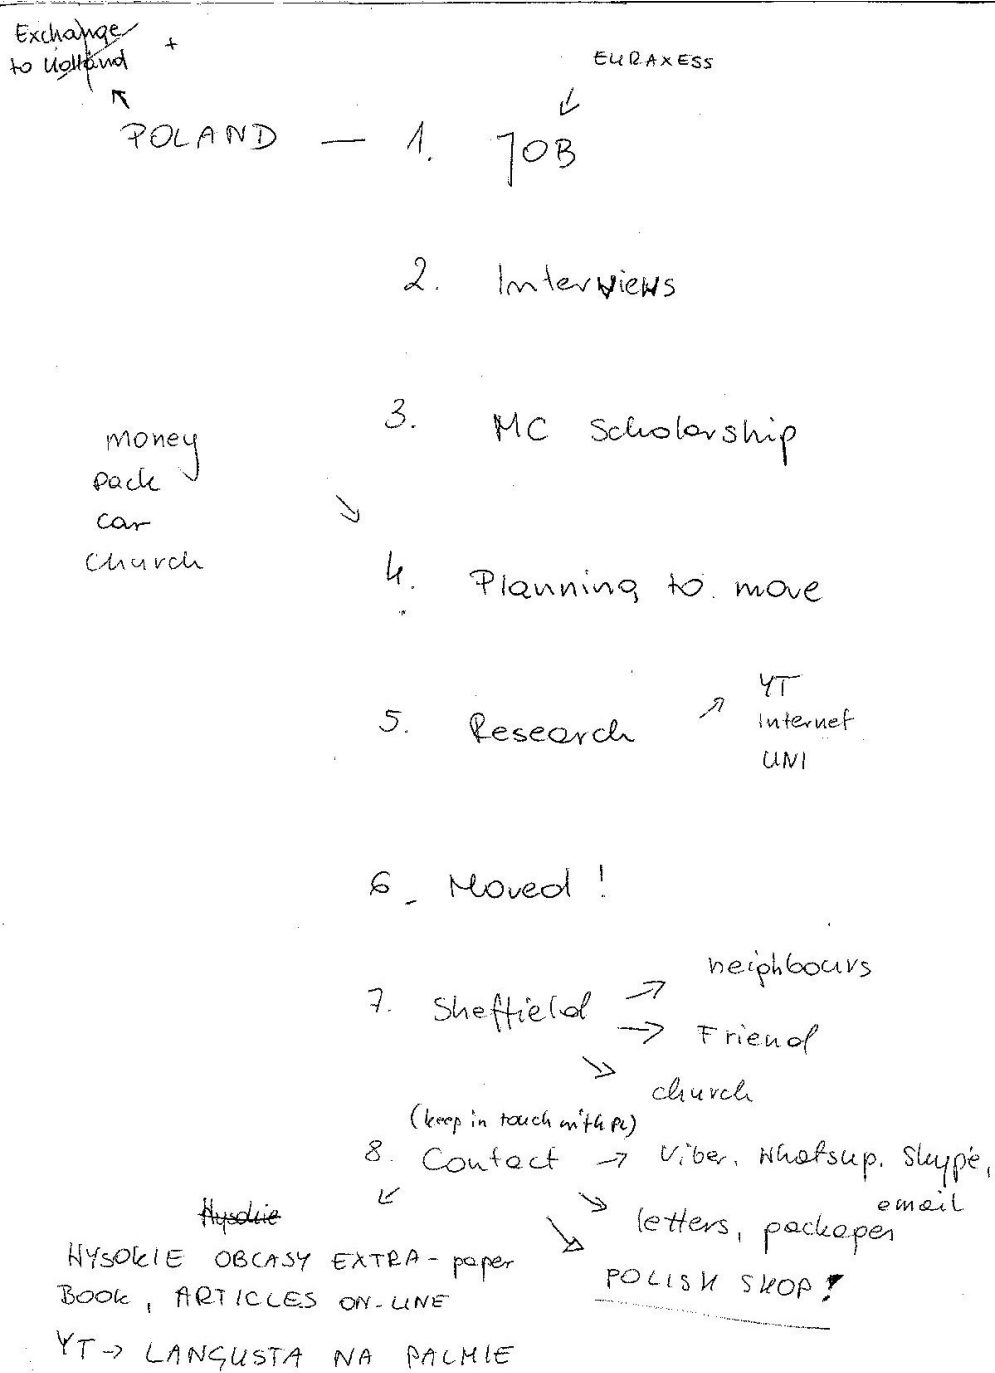 Exchange +
to Holland
EURAXESS
POLAND — 1. JOB
2. Interviews
3. MC Scholarship
money
pack
car
Church
4. Planning to move
5. Research
YT
Internet
UNI
6_ Moved !
7. Sheffield
neighbours
Friend
church
(keep in touch with PL)
8. Contact → Viber, Whatsup, Skype,
email
letters, packages
POLISH SHOP!
Wysokie
WYSOKIE OBCASY EXTRA - paper
BOOK, ARTICLES ON-LINE
YT → LANGUSTA NA PALMIE